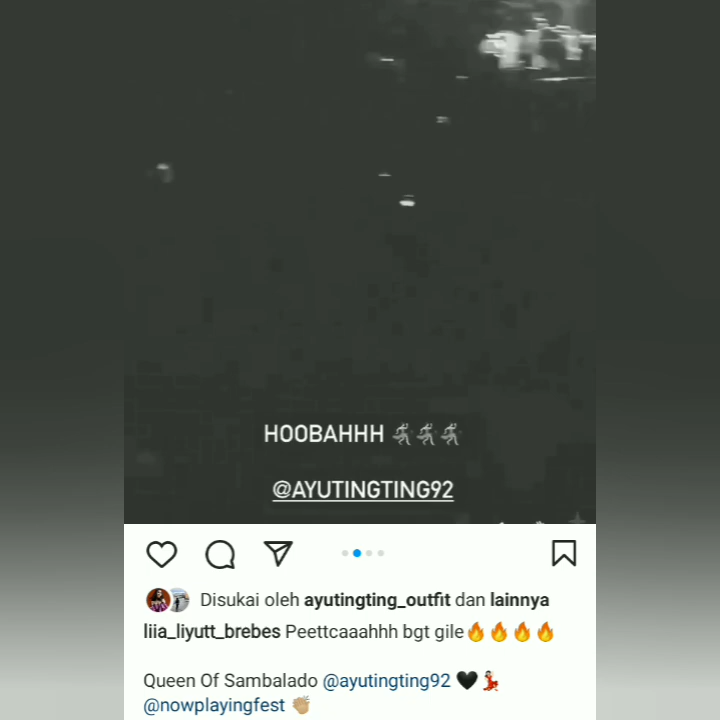 HOOBAHHH 💃💃💃
@AYUTINGTING92
Disukai oleh ayutingting_outfit dan lainnya
liia_liyutt_brebes Peettcaaahhh bgt gile🔥🔥🔥🔥
Queen Of Sambalado @ayutingting92 🖤💃
@nowplayingfest 👏🏼